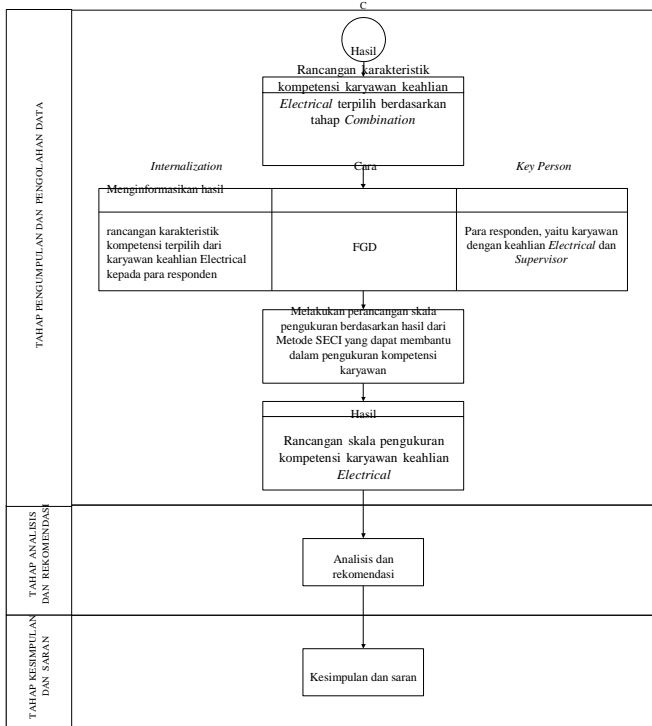 C
Hasil
Rancangan karakteristik
kompetensi karyawan keahlian
Electrical terpilih berdasarkan
tahap Combination
Internalization
Cara
Key Person
Menginformasikan hasil
rancangan karakteristik
kompetensi terpilih dari
karyawan keahlian Electrical
kepada para responden
FGD
Para responden, yaitu karyawan
dengan keahlian Electrical dan
Supervisor
Melakukan perancangan skala
pengukuran berdasarkan hasil dari
Metode SECI yang dapat membantu
dalam pengukuran kompetensi
karyawan
Hasil
Rancangan skala pengukuran
kompetensi karyawan keahlian
Electrical
TAHAP PENGUMPULAN DAN PENGOLAHAN DATA
TAHAP ANALISIS
DAN REKOMENDASI
Analisis dan
rekomendasi
TAHAP KESIMPULAN
DAN SARAN
Kesimpulan dan saran